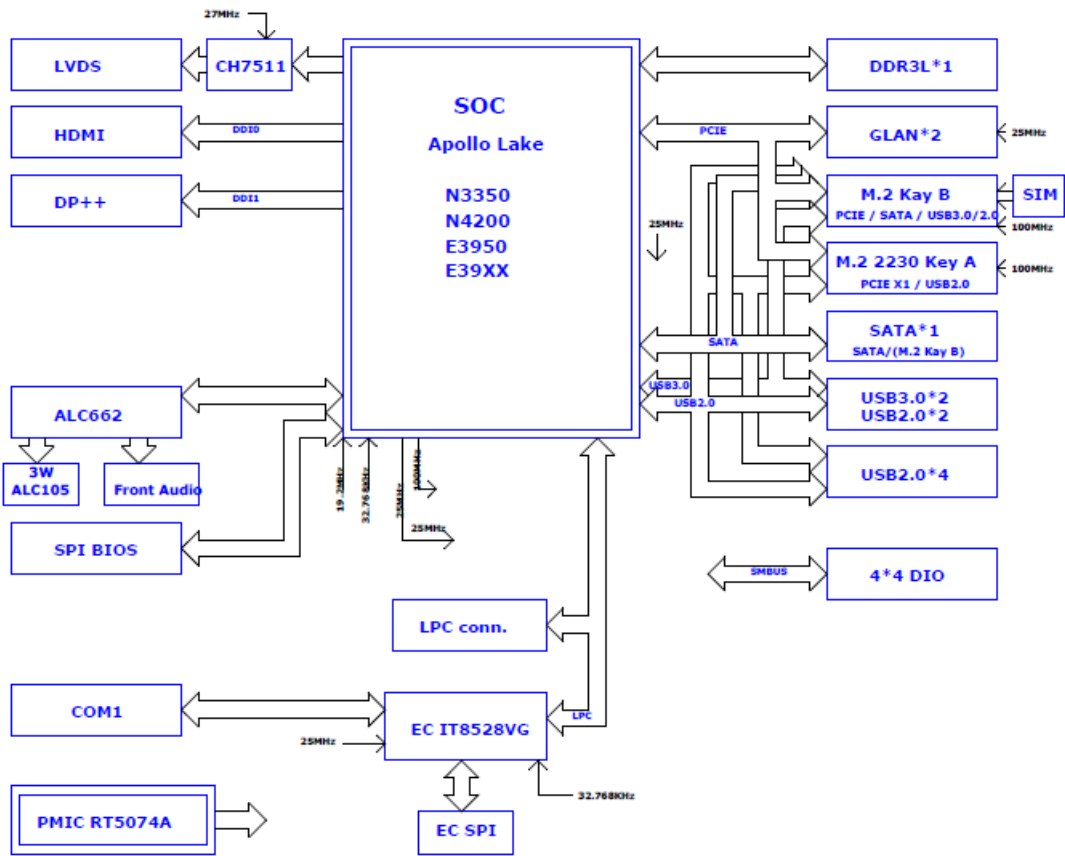 27MHz
LVDS
CH7511
SOC
Apollo Lake
N3350
N4200
E3950
E39XX
DDR3L*1
HDMI
DDI0
PCIE
GLAN*2
25MHz
DP++
DDI1
M.2 Kay B
PCIE / SATA / USB3.0/2.0
SIM
100MHz
25MHz
M.2 2230 Key A
PCIE X1 / USB2.0
100MHz
SATA
SATA*1
SATA/(M.2 Kay B)
USB3.0
USB2.0
USB3.0*2
USB2.0*2
ALC662
3W
ALC105
Front Audio
19.2MHz
32.768KHz
25MHz
100MHz
25MHz
USB2.0*4
SPI BIOS
SMBUS
4*4 DIO
LPC conn.
COM1
EC IT8528VG
LPC
25MHz
32.768KHz
PMIC RT5074A
EC SPI